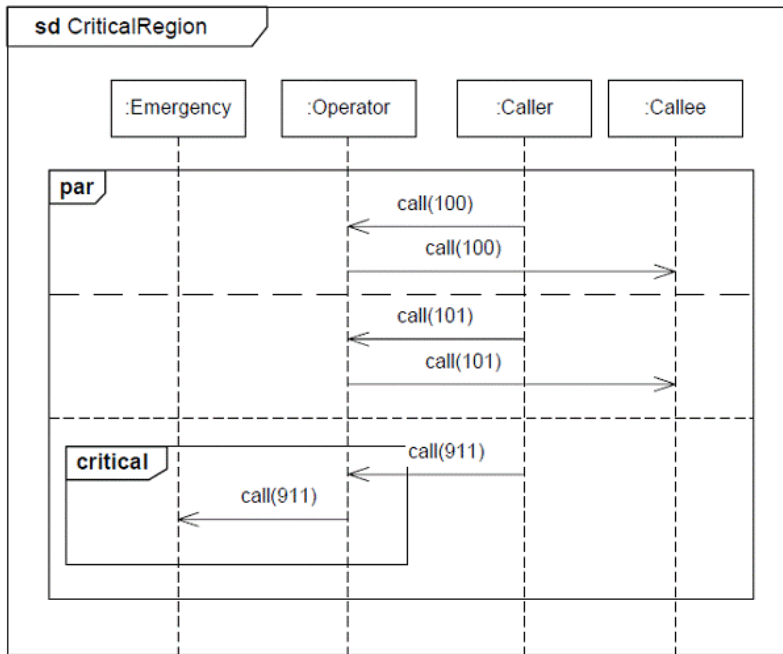 sd CriticalRegion
:Emergency :Operator :Caller :Callee
par
call(100)
call(100)
call(101)
call(101)
critical
call(911)
call(911)